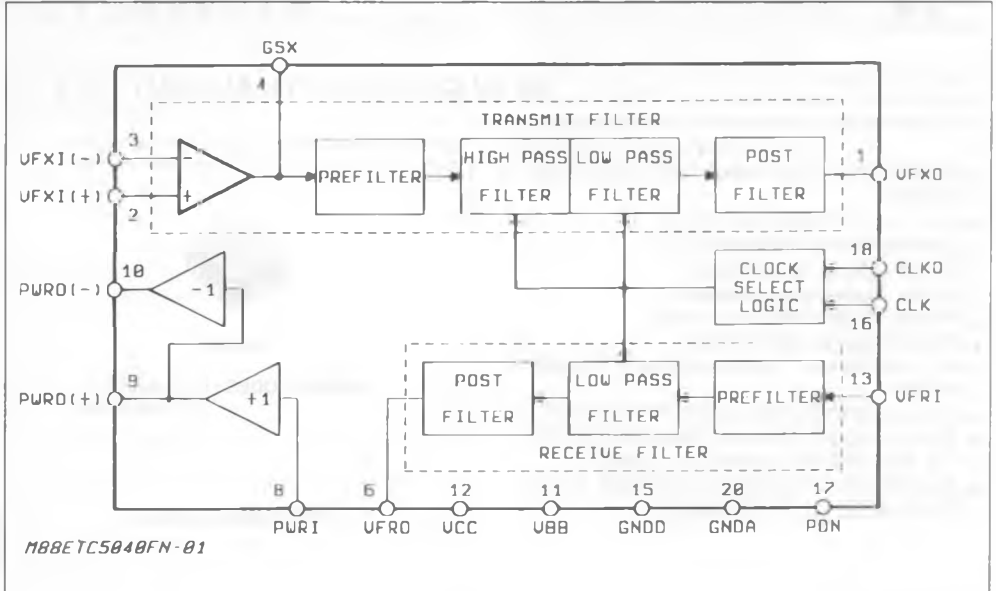 GSX
4
TRANSMIT FILTER
3
VFXI(-)
-
VFXI(+)
+
2
PREFILTER
HIGH PASS
FILTER
LOW PASS
FILTER
POST
FILTER
1
VFXO
10
PWRO(-)
-1
CLOCK
SELECT
LOGIC
18
CLKO
CLK
16
9
PWRO(+)
+1
POST
FILTER
LOW PASS
FILTER
PREFILTER
13
VFRI
RECEIVE FILTER
8
PWRI
6
VFRO
12
VCC
11
VBB
15
GNDD
20
GNDA
17
PDN
M88ETC5040FN-01